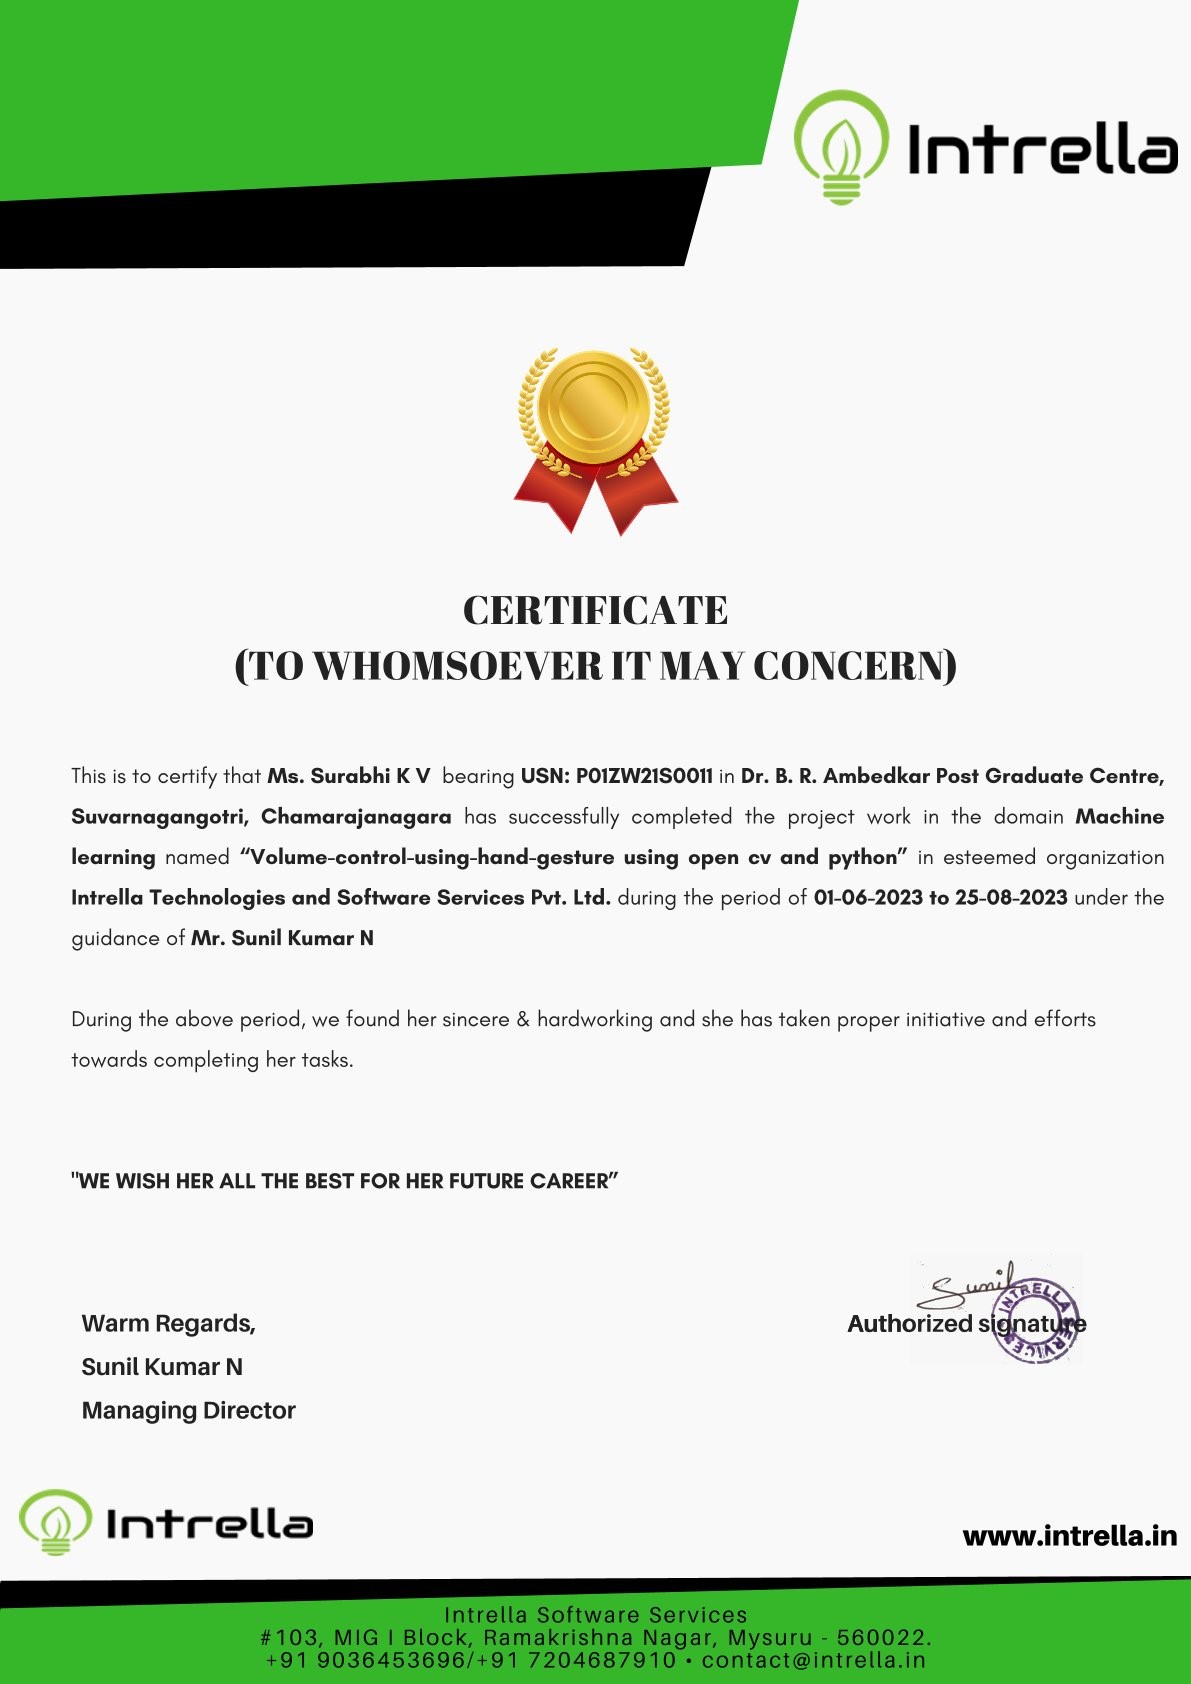 Intrella
CERTIFICATE
(TO WHOMSOEVER IT MAY CONCERN)
This is to certify that Ms. Surabhi K V bearing USN: P01ZW21S0011 in Dr. B. R. Ambedkar Post Graduate Centre,
Suvarnagangotri, Chamarajanagara has successfully completed the project work in the domain Machine
learning named “Volume-control-using-hand-gesture using open cv and python” in esteemed organization
Intrella Technologies and Software Services Pvt. Ltd. during the period of 01-06-2023 to 25-08-2023 under the
guidance of Mr. Sunil Kumar N
During the above period, we found her sincere & hardworking and she has taken proper initiative and efforts
towards completing her tasks.
"WE WISH HER ALL THE BEST FOR HER FUTURE CAREER”
Sunil
INTRELLA SERVICES
Warm Regards,
Authorized signature
Sunil Kumar N
Managing Director
Intrella
www.intrella.in
Intrella Software Services
#103, MIG I Block, Ramakrishna Nagar, Mysuru - 560022.
+91 9036453696/+91 7204687910 • contact@intrella.in